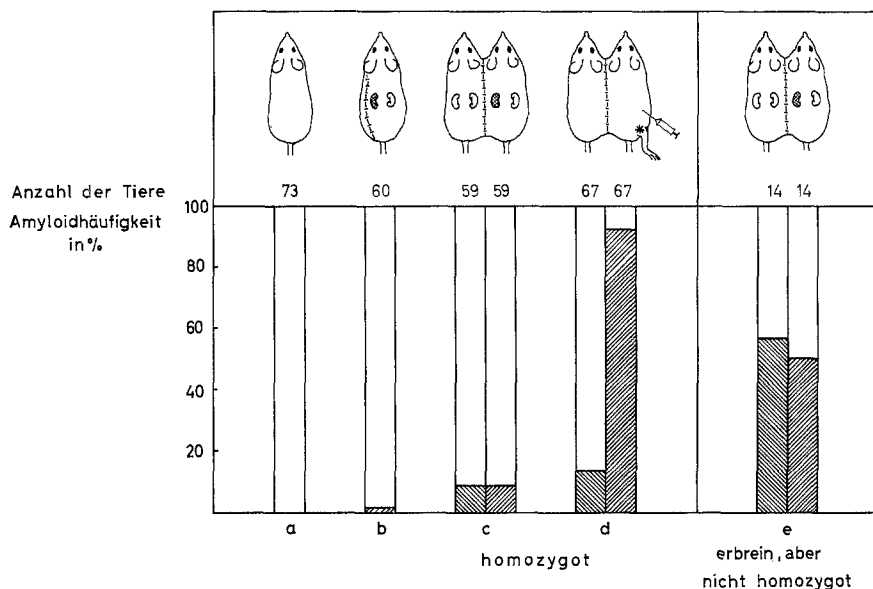 Anzahl der Tiere 73 60 59 59 67 67 14 14
Amyloidhäufigkeit
in %
100
80
60
40
20
a b c d e
homozygot
erbrein, aber
nicht homozygot